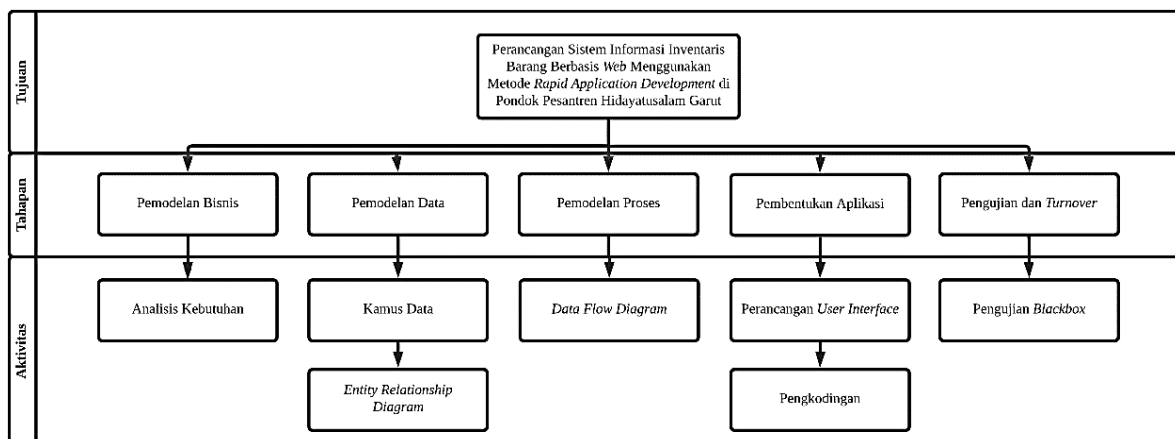 Tujuan
Perancangan Sistem Informasi Inventaris
Barang Berbasis Web Menggunakan
Metode Rapid Application Development di
Pondok Pesantren Hidayatusalam Garut
Tahapan
Pemodelan Bisnis
Pemodelan Data
Pemodelan Proses
Pembentukan Aplikasi
Pengujian dan Turnover
Aktivitas
Analisis Kebutuhan
Kamus Data
Data Flow Diagram
Perancangan User Interface
Pengujian Blackbox
Entity Relationship
Diagram
Pengkodingan